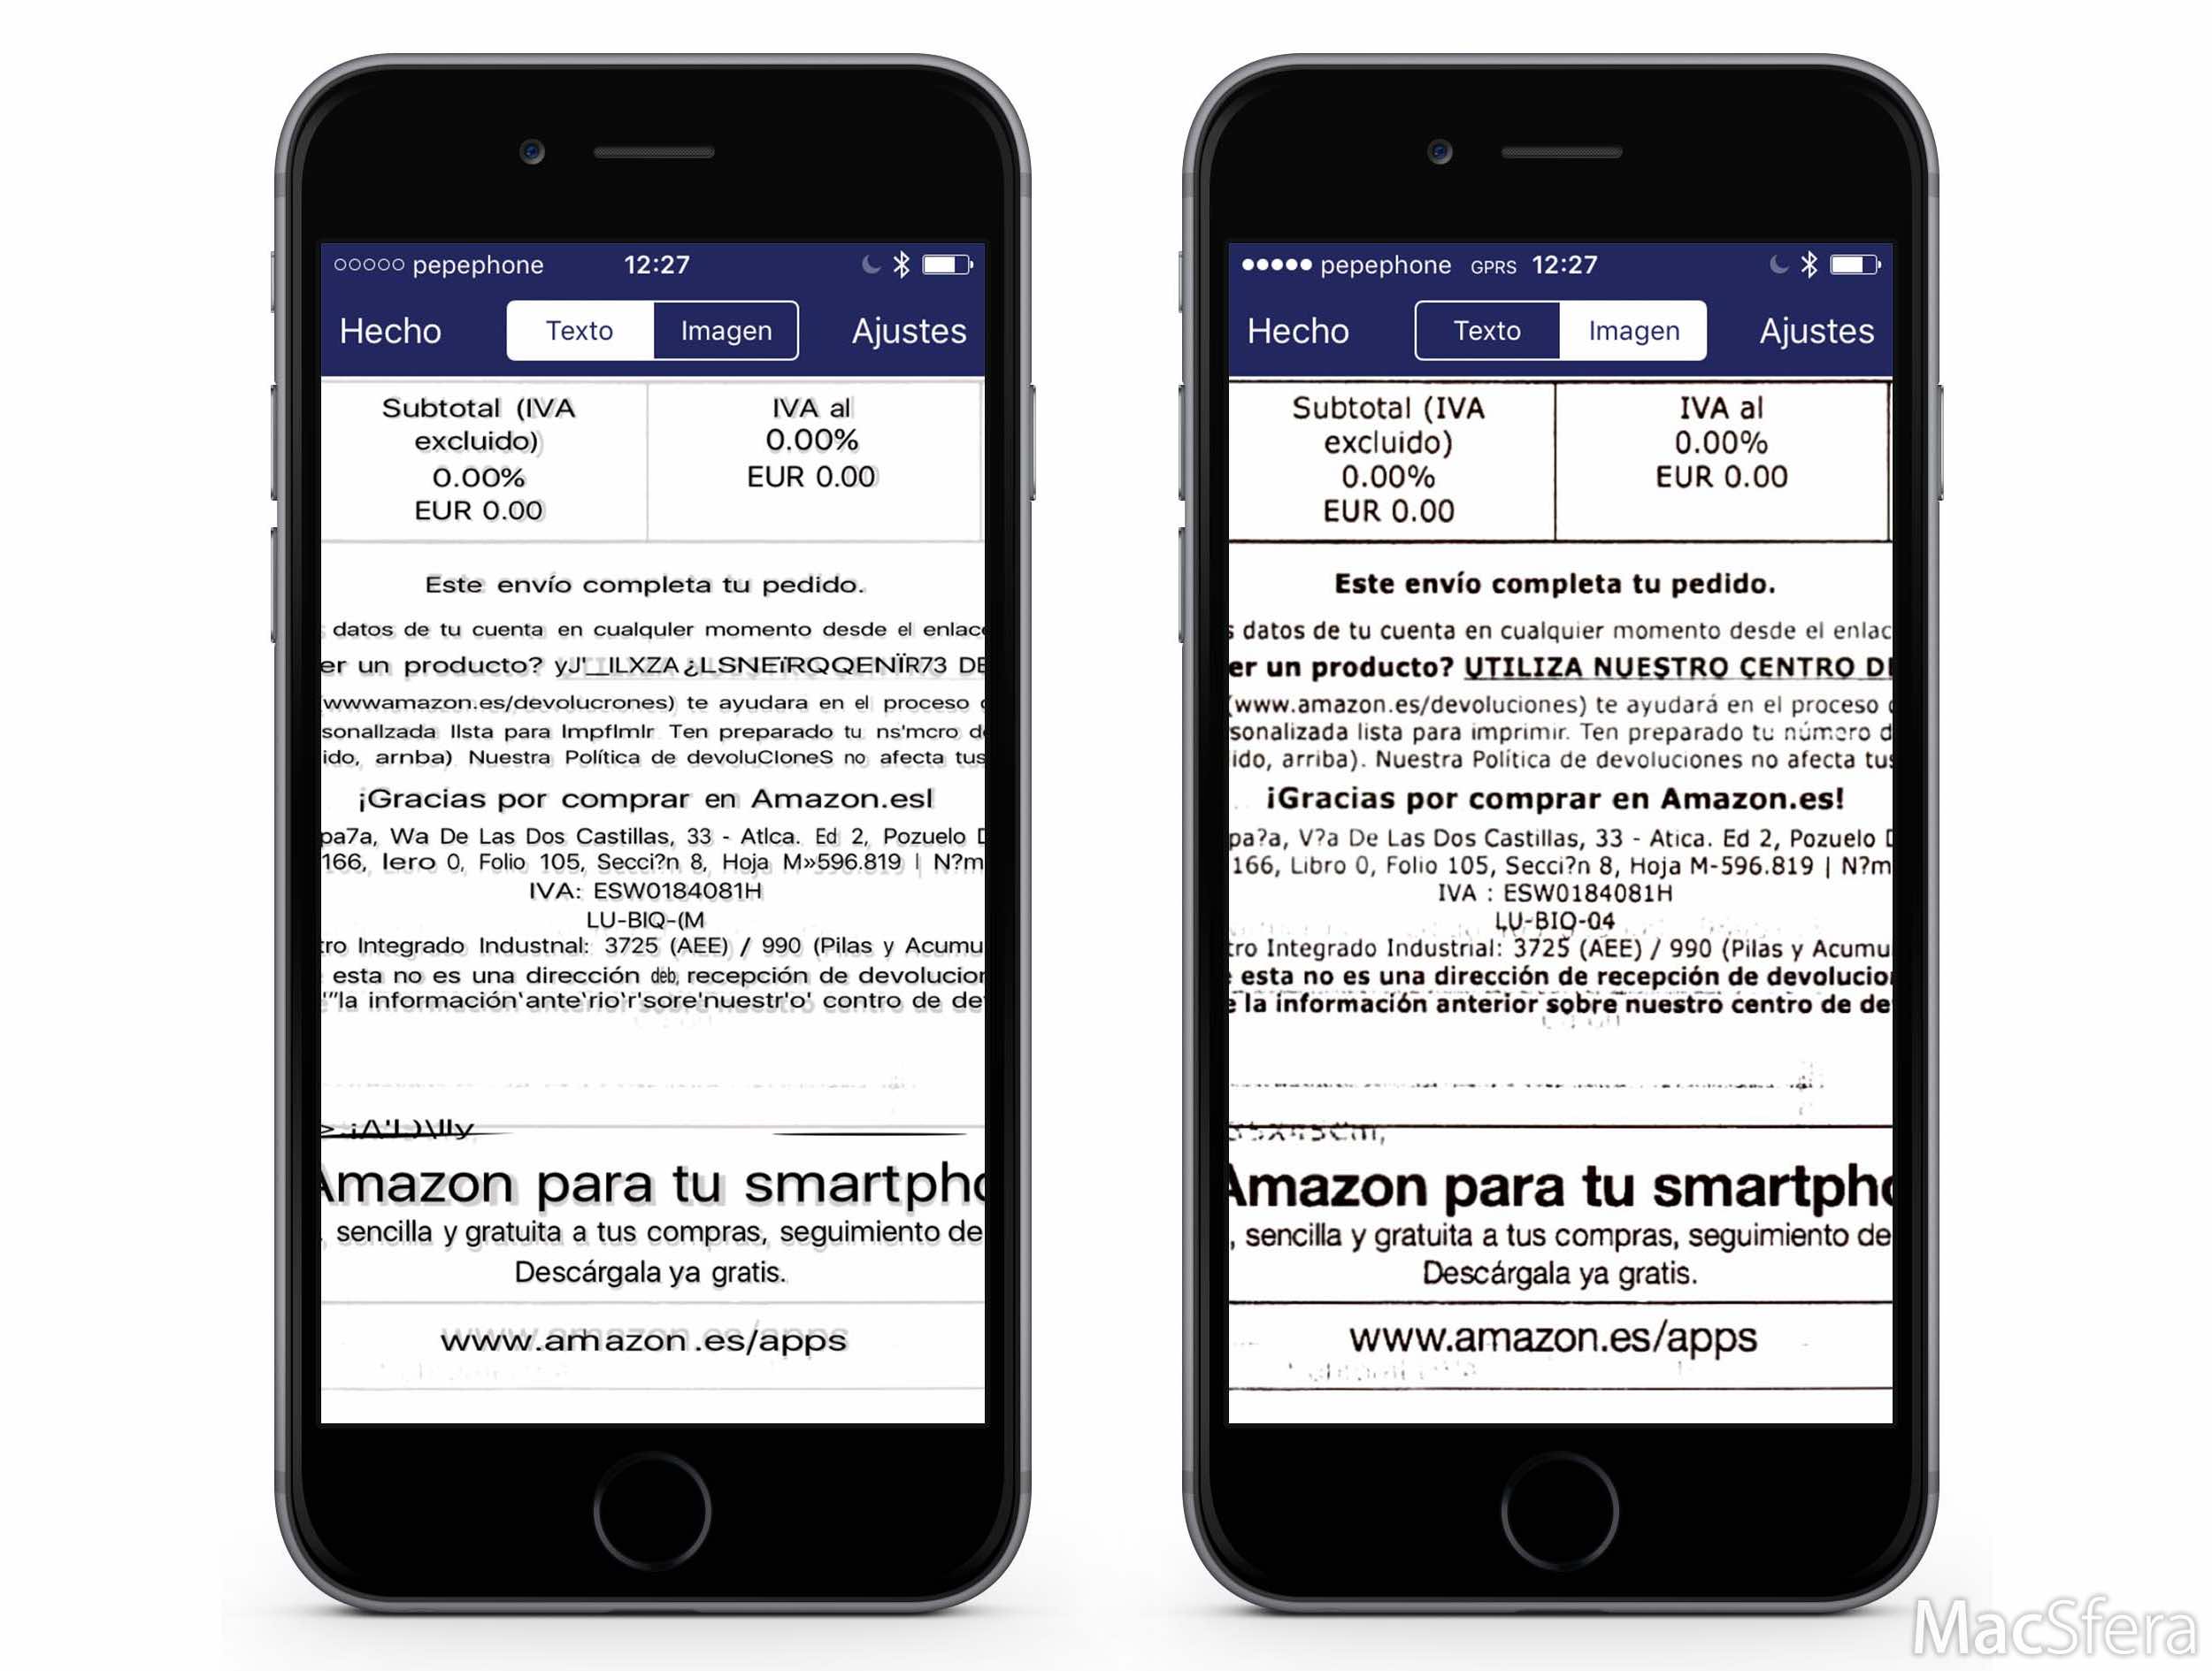 pepephone 12:27
Hecho Texto Imagen Ajustes
Subtotal (IVA
excluido)
0.00%
EUR 0.00
IVA al
0.00%
EUR 0.00
Este envío completa tu pedido.
datos de tu cuenta en cualquler momento desde el enlac
er un producto? yJ'_ILXZA ¿LSNEïRQQENÏR73 DE
(wwwamazon.es/devolucrones) te ayudara en el proceso
sonallzada llsta para Impflmlr Ten preparado tu ns'mcro d
ido, arnba) Nuestra Política de devoluCloneS no afecta tus
¡Gracias por comprar en Amazon.esl
pa7a, Wa De Las Dos Castillas, 33 - Atlca. Ed 2, Pozuelo D
166, lero 0, Folio 105, Secci?n 8, Hoja M»596.819 | N?m
IVA: ESW0184081H
LU-BIQ-(M
tro Integrado Industnal: 3725 (AEE) / 990 (Pilas y Acumu
esta no es una dirección deb, recepción de devolucior
la información'ante'rio'r'sore'nuestr'o' contro de de
Amazon para tu smartpho
, sencilla y gratuita a tus compras, seguimiento de
Descárgala ya gratis.
www.amazon.es/apps
pepephone GPRS 12:27
Hecho Texto Imagen Ajustes
Subtotal (IVA
excluido)
0.00%
EUR 0.00
IVA al
0.00%
EUR 0.00
Este envío completa tu pedido.
s datos de tu cuenta en cualquier momento desde el enlac
er un producto? UTILIZA NUESTRO CENTRO DE
(www.amazon.es/devoluciones) te ayudará en el proceso
sonalizada lista para imprimir. Ten preparado tu número d
ido, arriba). Nuestra Política de devoluciones no afecta tus
¡Gracias por comprar en Amazon.es!
pa?a, V?a De Las Dos Castillas, 33 - Atica. Ed 2, Pozuelo D
166, Libro 0, Folio 105, Secci?n 8, Hoja M-596.819 | N?m
IVA : ESW0184081H
LU-BIO-04
tro Integrado Industrial: 3725 (AEE) / 990 (Pilas y Acumu
esta no es una dirección de recepción de devolucio
e la información anterior sobre nuestro centro de de
Amazon para tu smartpho
, sencilla y gratuita a tus compras, seguimiento de
Descárgala ya gratis.
www.amazon.es/apps
MacSfera